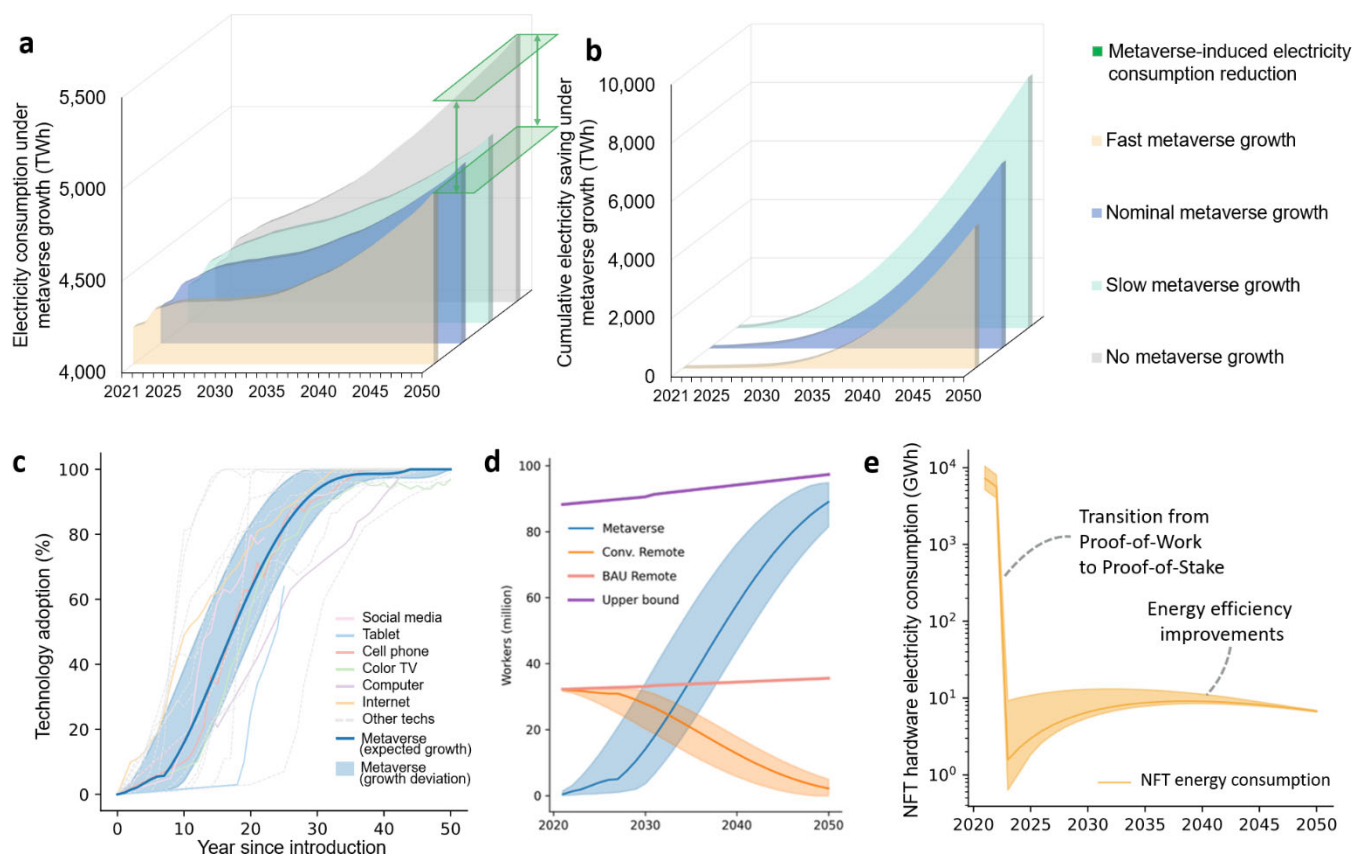 a
Electricity consumption under
metaverse growth (TWh)
5,500
5,000
4,500
4,000
2021 2025 2030 2035 2040 2045 2050
b
Cumulative electricity saving under
metaverse growth (TWh)
10,000
8,000
6,000
4,000
2,000
0
2021 2025 2030 2035 2040 2045 2050
Metaverse-induced electricity
consumption reduction
Fast metaverse growth
Nominal metaverse growth
Slow metaverse growth
No metaverse growth
c
Technology adoption (%)
100
80
60
40
20
0
0 10 20 30 40 50
Year since introduction
Social media
Tablet
Cell phone
Color TV
Computer
Internet
Other techs
Metaverse
(expected growth)
Metaverse
(growth deviation)
d
Workers (million)
100
80
60
40
20
0
2020 2030 2040 2050
Metaverse
Conv. Remote
BAU Remote
Upper bound
e
NFT hardware electricity consumption (GWh)
10⁴
10³
10²
10¹
10⁰
2020 2025 2030 2035 2040 2045 2050
Transition from
Proof-of-Work
to Proof-of-Stake
Energy efficiency
improvements
NFT energy consumption